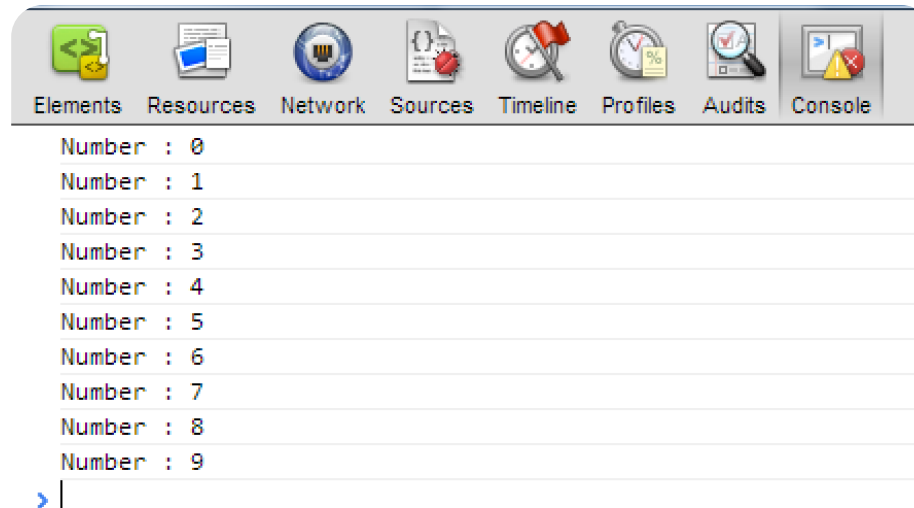 Elements Resources Network Sources Timeline Profiles Audits Console
Number : 0
Number : 1
Number : 2
Number : 3
Number : 4
Number : 5
Number : 6
Number : 7
Number : 8
Number : 9
>